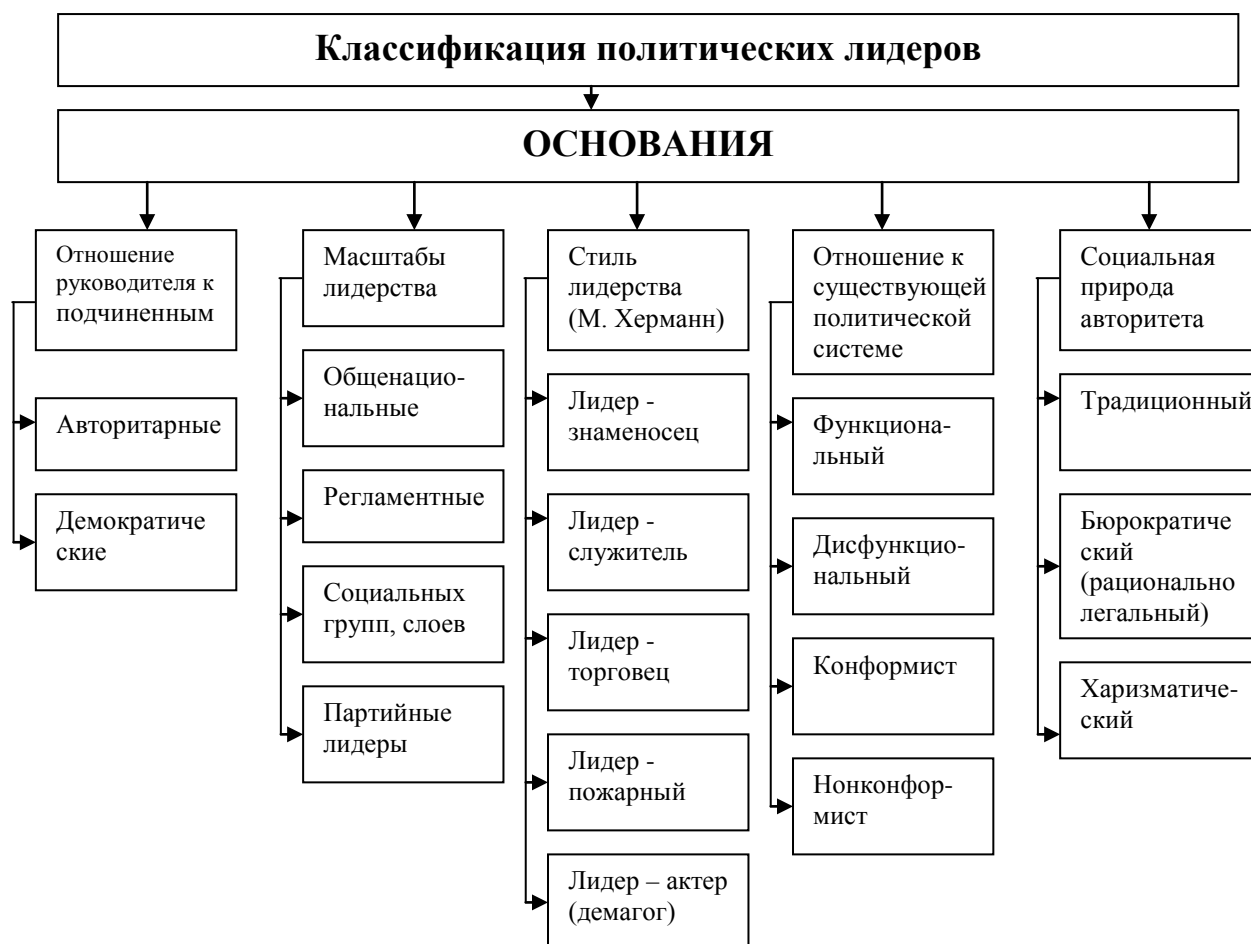 Классификация политических лидеров
ОСНОВАНИЯ
Отношение
руководителя к
подчиненным
Авторитарные
Демократиче
ские
Масштабы
лидерства
Общенацио-
нальные
Регламентные
Социальных
групп, слоев
Партийные
лидеры
Стиль
лидерства
(М. Херманн)
Лидер -
знаменосец
Лидер -
служитель
Лидер -
торговец
Лидер -
пожарный
Лидер – актер
(демагог)
Отношение к
существующей
политической
системе
Функциона-
льный
Дисфункцио-
нальный
Конформист
Нонконфор-
мист
Социальная
природа
авторитета
Традиционный
Бюрократиче
ский
(рационально
легальный)
Харизматиче-
ский